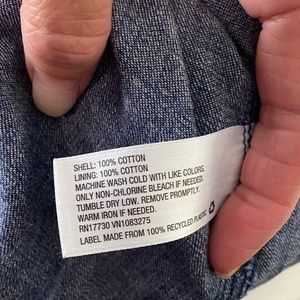 SHELL: 100% COTTON
LINING: 100% COTTON
MACHINE WASH COLD WITH LIKE COLORS.
ONLY NON-CHLORINE BLEACH IF NEEDED.
TUMBLE DRY LOW. REMOVE PROMPTLY.
WARM IRON IF NEEDED.
RN17730 VN1083275
LABEL MADE FROM 100% RECYCLED PLASTIC